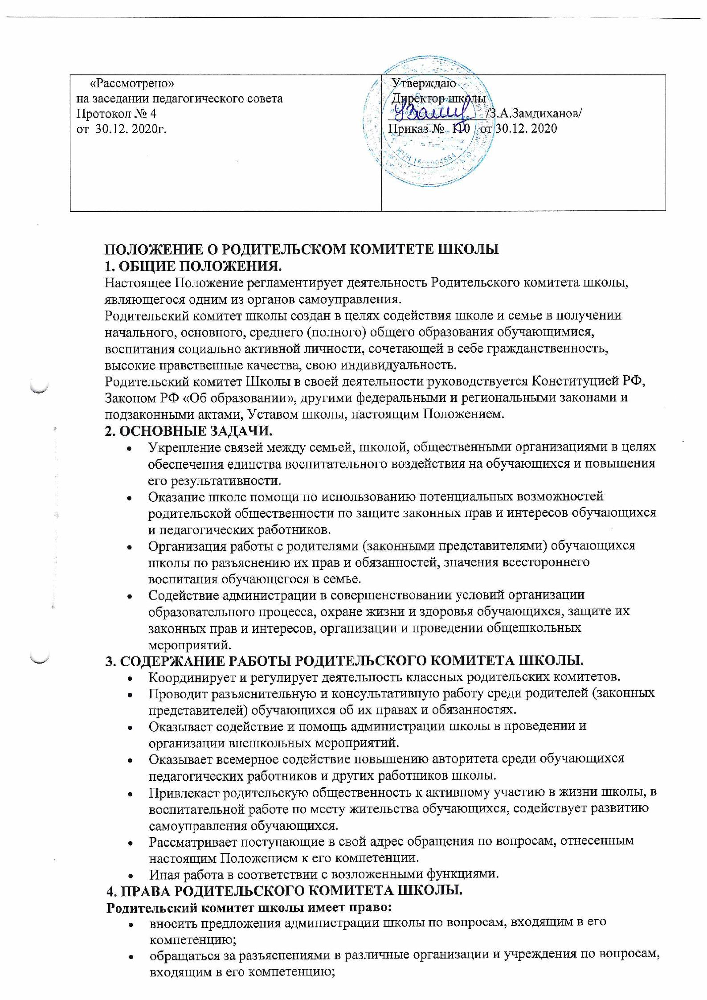 «Рассмотрено»
на заседании педагогического совета
Протокол № 4
от 30.12. 2020г.
Утверждаю
Директор школы
/З.А.Замдиханов/
Приказ № 110 от 30.12. 2020
ПОЛОЖЕНИЕ О РОДИТЕЛЬСКОМ КОМИТЕТЕ ШКОЛЫ
1. ОБЩИЕ ПОЛОЖЕНИЯ.
Настоящее Положение регламентирует деятельность Родительского комитета школы,
являющегося одним из органов самоуправления.
Родительский комитет школы создан в целях содействия школе и семье в получении
начального, основного, среднего (полного) общего образования обучающимися,
воспитания социально активной личности, сочетающей в себе гражданственность,
высокие нравственные качества, свою индивидуальность.
Родительский комитет Школы в своей деятельности руководствуется Конституцией РФ,
Законом РФ «Об образовании», другими федеральными и региональными законами и
подзаконными актами, Уставом школы, настоящим Положением.
2. ОСНОВНЫЕ ЗАДАЧИ.
• Укрепление связей между семьей, школой, общественными организациями в целях
обеспечения единства воспитательного воздействия на обучающихся и повышения
его результативности.
• Оказание школе помощи по использованию потенциальных возможностей
родительской общественности по защите законных прав и интересов обучающихся
и педагогических работников.
• Организация работы с родителями (законными представителями) обучающихся
школы по разъяснению их прав и обязанностей, значения всестороннего
воспитания обучающегося в семье.
• Содействие администрации в совершенствовании условий организации
образовательного процесса, охране жизни и здоровья обучающихся, защите их
законных прав и интересов, организации и проведении общешкольных
мероприятий.
3. СОДЕРЖАНИЕ РАБОТЫ РОДИТЕЛЬСКОГО КОМИТЕТА ШКОЛЫ.
• Координирует и регулирует деятельность классных родительских комитетов.
• Проводит разъяснительную и консультативную работу среди родителей (законных
представителей) обучающихся об их правах и обязанностях.
• Оказывает содействие и помощь администрации школы в проведении и
организации внешкольных мероприятий.
• Оказывает всемерное содействие повышению авторитета среди обучающихся
педагогических работников и других работников школы.
• Привлекает родительскую общественность к активному участию в жизни школы, в
воспитательной работе по месту жительства обучающихся, содействует развитию
самоуправления обучающихся.
• Рассматривает поступающие в свой адрес обращения по вопросам, отнесенным
настоящим Положением к его компетенции.
• Иная работа в соответствии с возложенными функциями.
4. ПРАВА РОДИТЕЛЬСКОГО КОМИТЕТА ШКОЛЫ.
Родительский комитет школы имеет право:
• вносить предложения администрации школы по вопросам, входящим в его
компетенцию;
• обращаться за разъяснениями в различные организации и учреждения по вопросам,
входящим в его компетенцию;